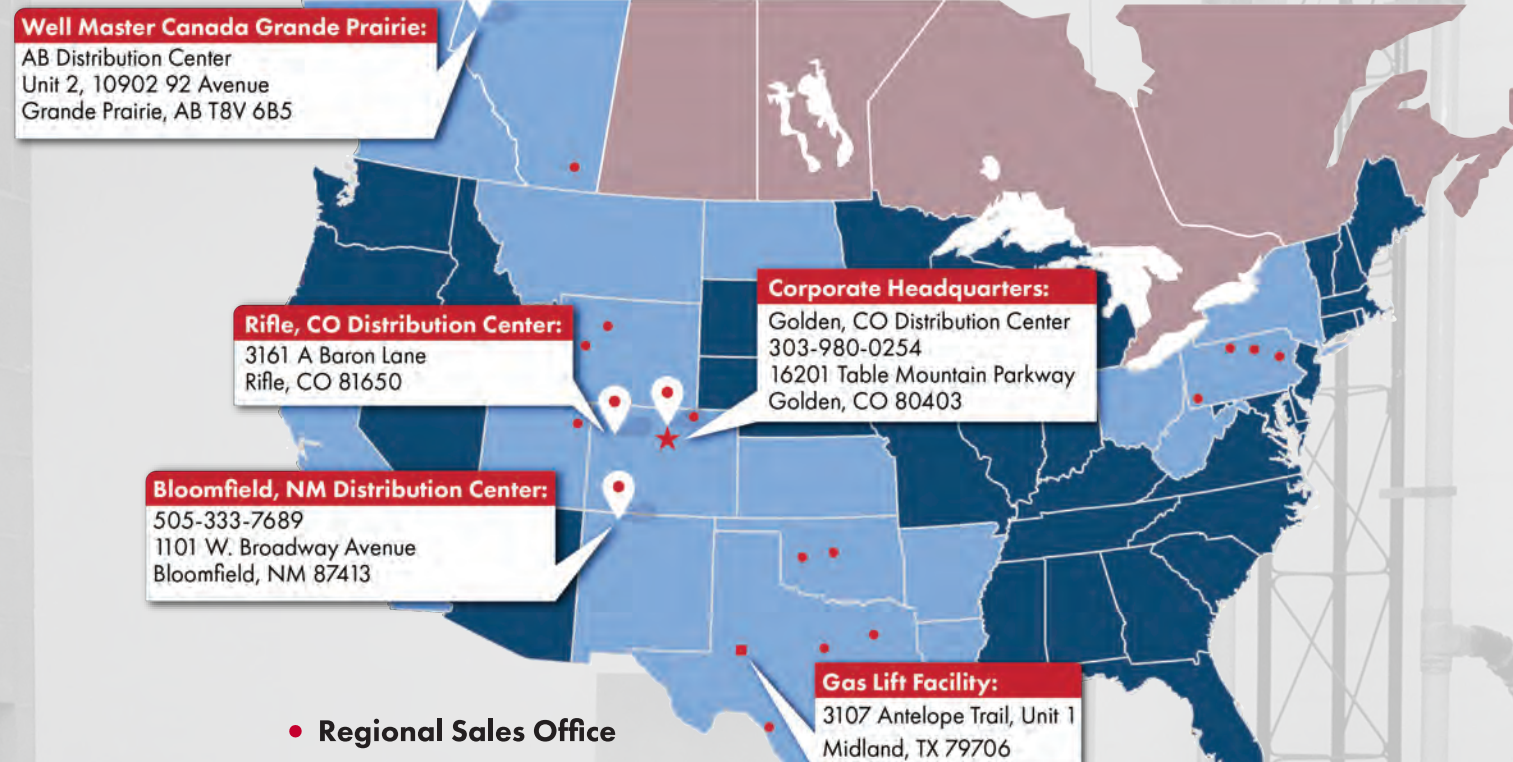 Well Master Canada Grande Prairie:
AB Distribution Center
Unit 2, 10902 92 Avenue
Grande Prairie, AB T8V 6B5
Rifle, CO Distribution Center:
3161 A Baron Lane
Rifle, CO 81650
Corporate Headquarters:
Golden, CO Distribution Center
303-980-0254
16201 Table Mountain Parkway
Golden, CO 80403
Bloomfield, NM Distribution Center:
505-333-7689
1101 W. Broadway Avenue
Bloomfield, NM 87413
Gas Lift Facility:
3107 Antelope Trail, Unit 1
Midland, TX 79706
Regional Sales Office